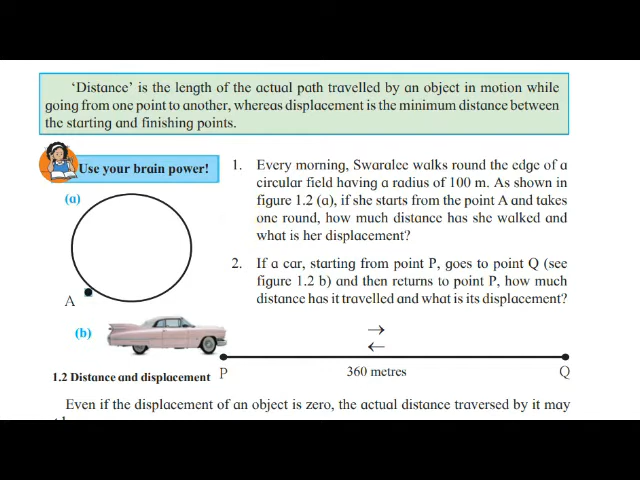 ‘Distance’ is the length of the actual path travelled by an object in motion while
going from one point to another, whereas displacement is the minimum distance between
the starting and finishing points.
Use your brain power!
(a)
A
1. Every morning, Swaralee walks round the edge of a
circular field having a radius of 100 m. As shown in
figure 1.2 (a), if she starts from the point A and takes
one round, how much distance has she walked and
what is her displacement?
2. If a car, starting from point P, goes to point Q (see
figure 1.2 b) and then returns to point P, how much
distance has it travelled and what is its displacement?
(b)
→
←
P 360 metres Q
1.2 Distance and displacement
Even if the displacement of an object is zero, the actual distance traversed by it may